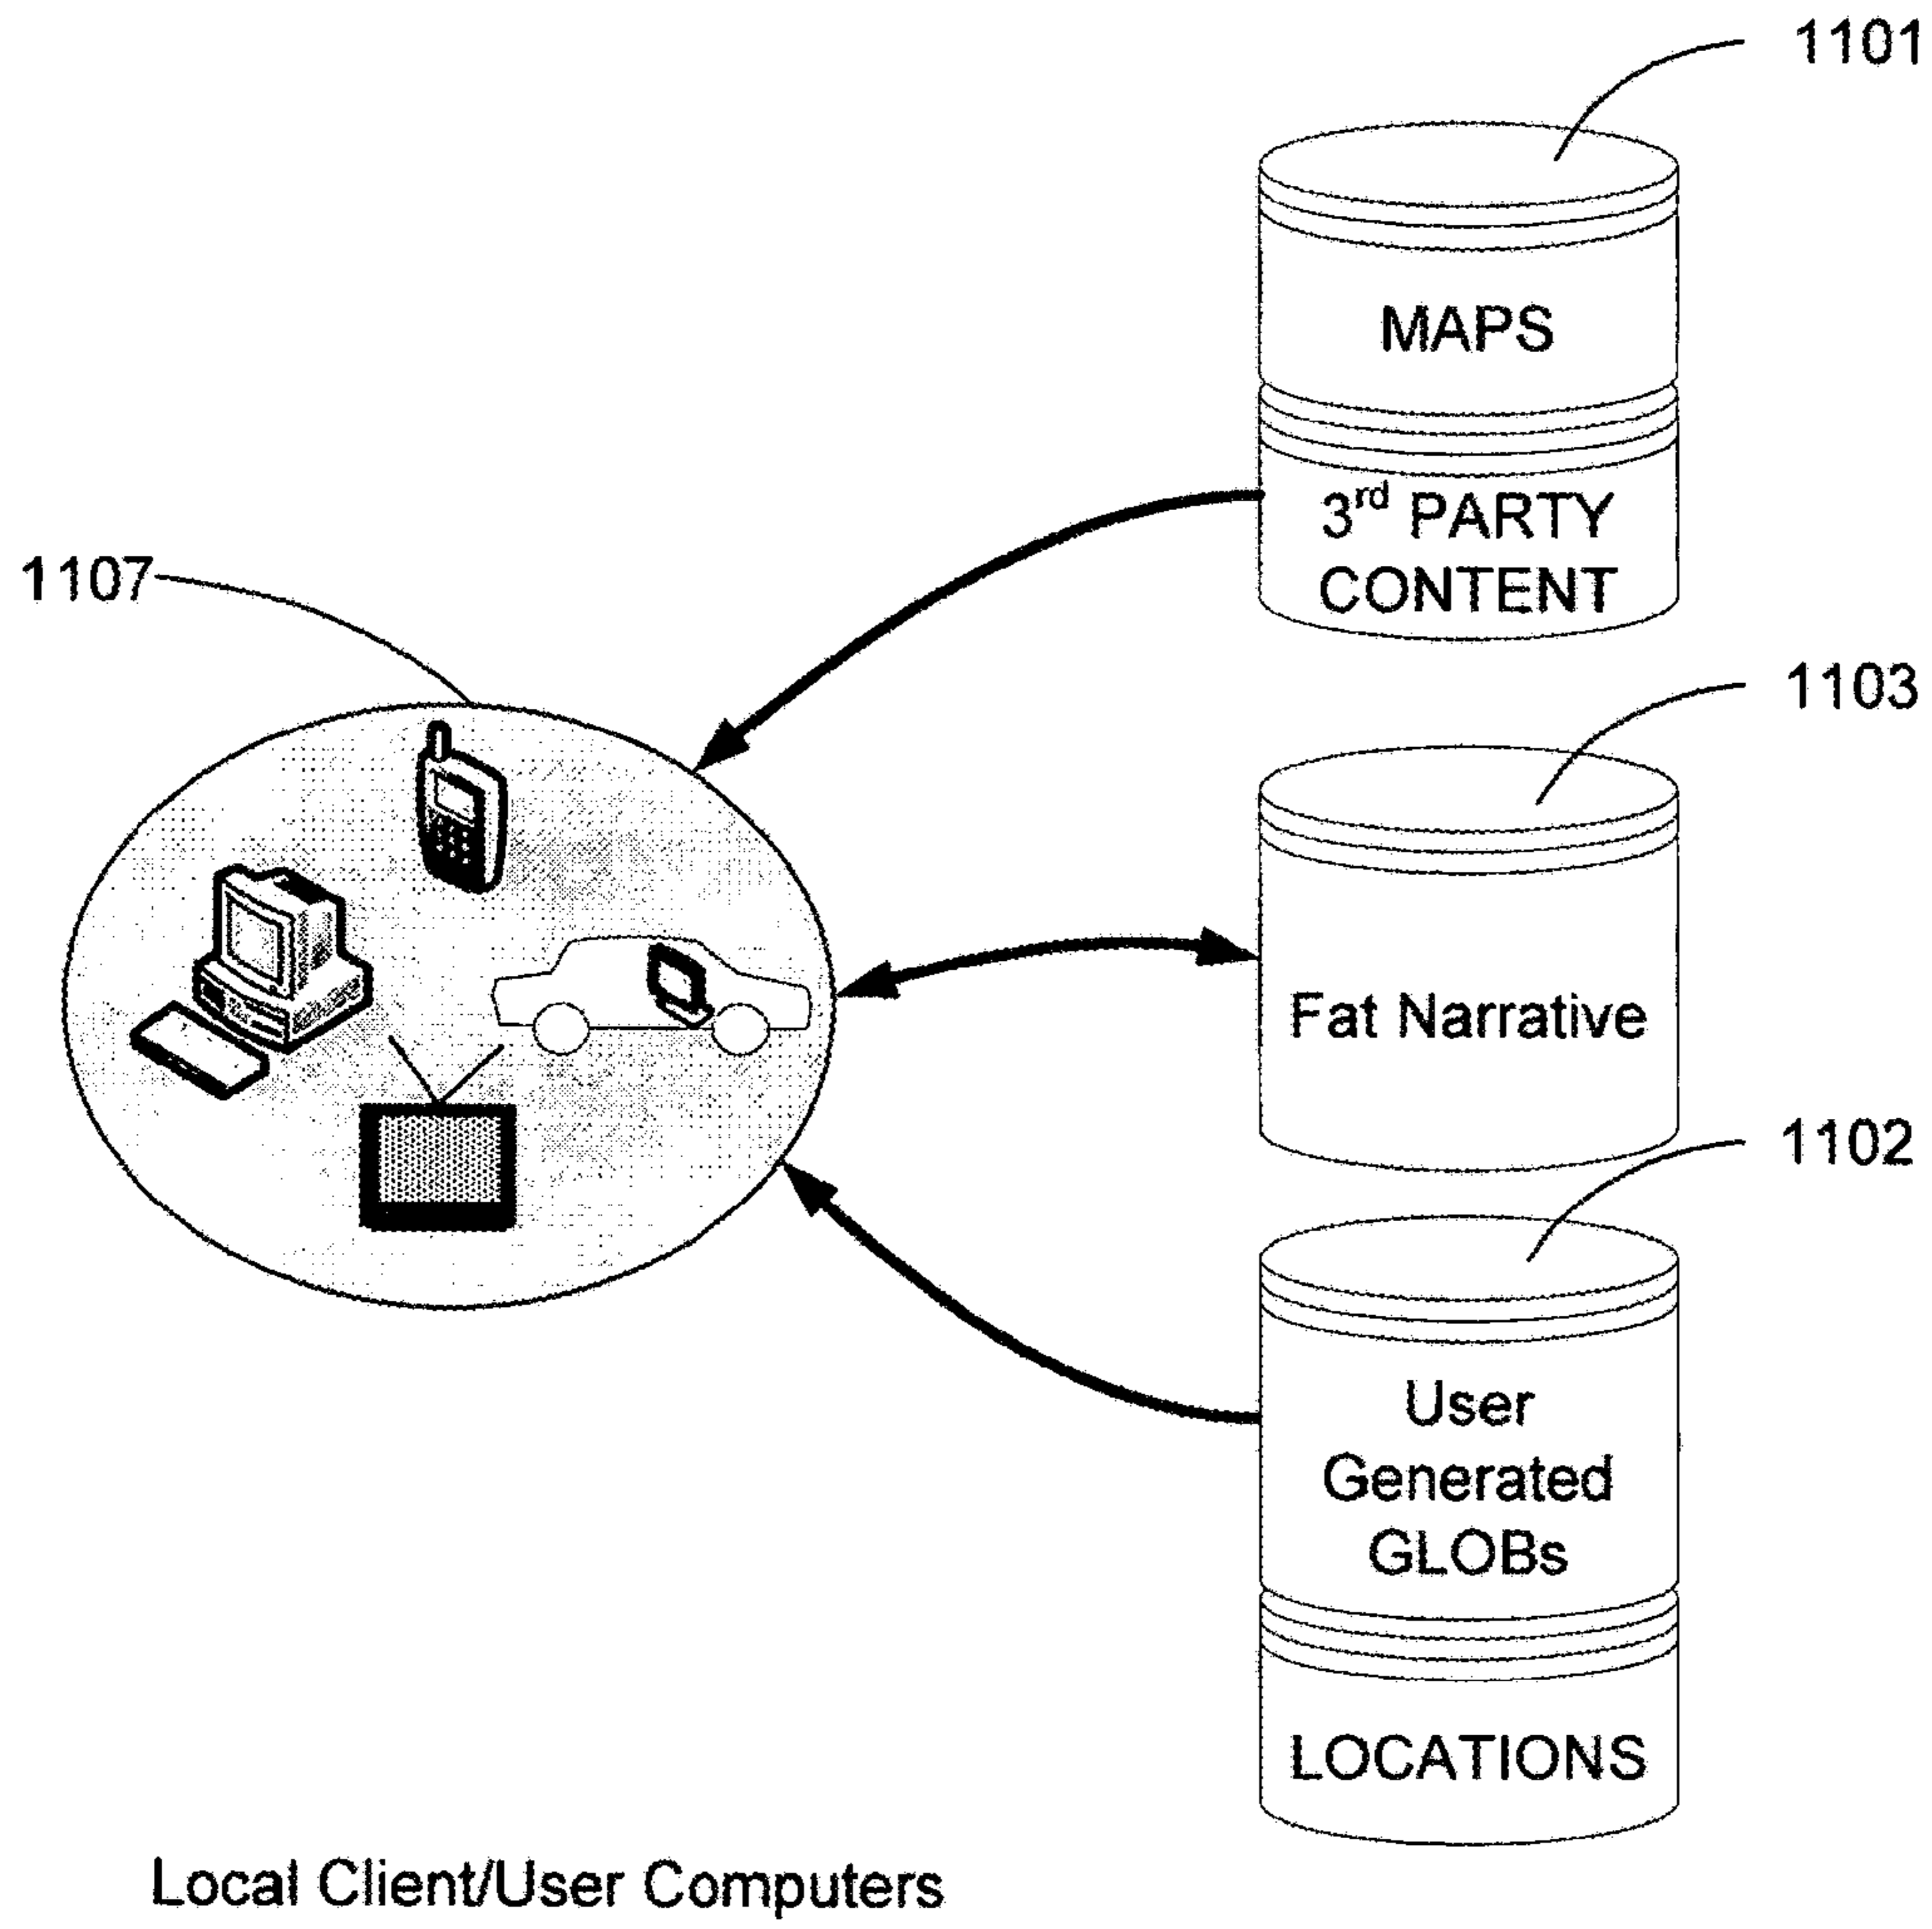 1101
MAPS
3rd PARTY
CONTENT
1107
1103
Fat Narrative
1102
User
Generated
GLOBs
LOCATIONS
Local Client/User Computers